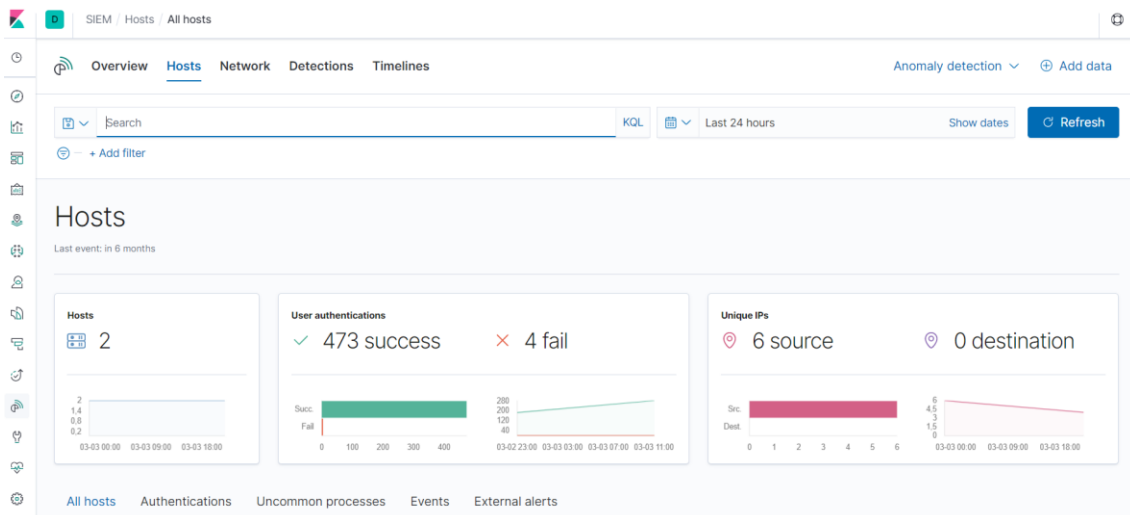 D SIEM / Hosts / All hosts
Overview Hosts Network Detections Timelines Anomaly detection Add data
Search KQL Last 24 hours Show dates Refresh
+ Add filter
Hosts
Last event: in 6 months
Hosts
2
2
1,4
0,8
0,2
03-03 00:00 03-03 09:00 03-03 18:00
User authentications
473 success 4 fail
Succ.
Fail
0 100 200 300 400
280
200
120
40
03-02 23:00 03-03 03:00 03-03 07:00 03-03 11:00
Unique IPs
6 source 0 destination
Src.
Dest.
0 1 2 3 4 5 6
6
4,5
3
1,5
0
03-03 00:00 03-03 09:00 03-03 18:00
All hosts Authentications Uncommon processes Events External alerts